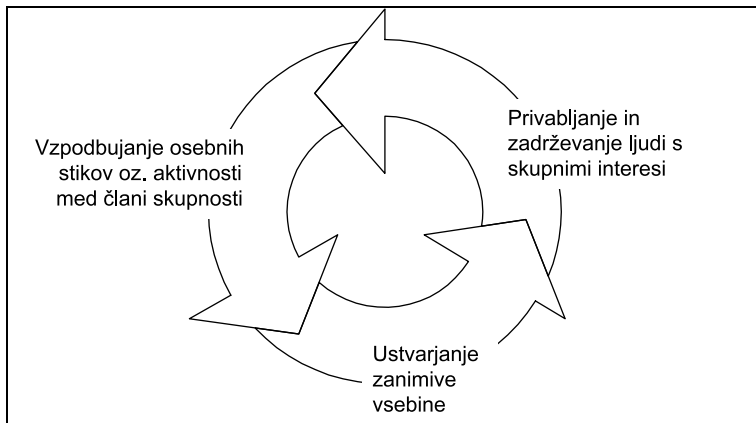 Vzpodbujanje osebnih
stikov oz. aktivnosti
med člani skupnosti
Privabljanje in
zadrževanje ljudi s
skupnimi interesi
Ustvarjanje
zanimive
vsebine